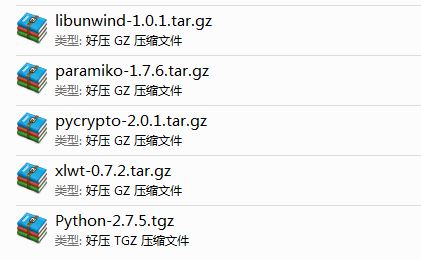 libunwind-1.0.1.tar.gz
类型: 好压 GZ 压缩文件
paramiko-1.7.6.tar.gz
类型: 好压 GZ 压缩文件
pycrypto-2.0.1.tar.gz
类型: 好压 GZ 压缩文件
xlwt-0.7.2.tar.gz
类型: 好压 GZ 压缩文件
Python-2.7.5.tgz
类型: 好压 TGZ 压缩文件